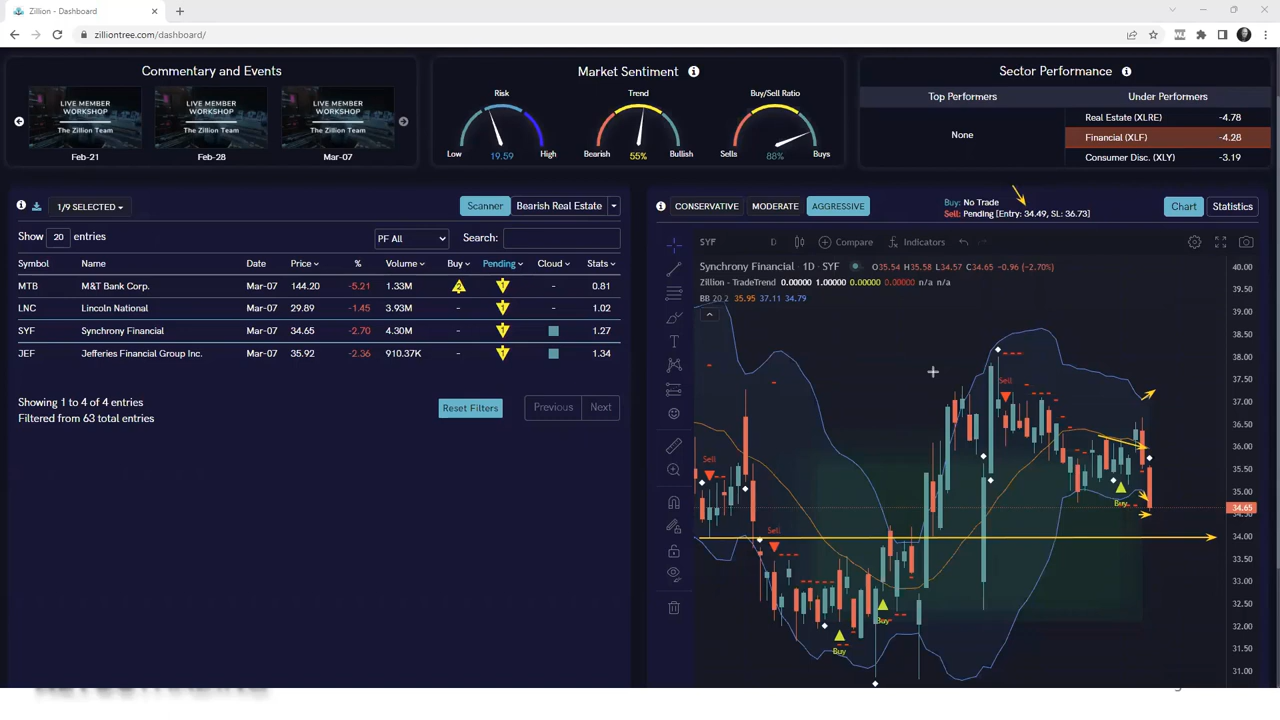 Zillion - Dashboard
zilliontree.com/dashboard/
Commentary and Events
LIVE MEMBER
WORKSHOP
The Zillion Team
Feb-21
LIVE MEMBER
WORKSHOP
The Zillion Team
Feb-28
LIVE MEMBER
WORKSHOP
The Zillion Team
Mar-07
Market Sentiment
Risk
Low 19.59 High
Trend
Bearish 55% Bullish
Buy/Sell Ratio
Sells 88% Buys
Sector Performance
Top Performers Under Performers
None
Real Estate (XLRE) -4.78
Financial (XLF) -4.28
Consumer Disc. (XLY) -3.19
1/9 SELECTED
Scanner Bearish Real Estate
Show 20 entries PF All Search:
Symbol Name Date Price % Volume Buy Pending Cloud Stats
MTB M&T Bank Corp. Mar-07 144.20 -5.21 1.33M 2 1 - 0.81
LNC Lincoln National Mar-07 29.89 -1.45 3.93M - 1 - 1.02
SYF Synchrony Financial Mar-07 34.65 -2.70 4.30M - 1 1.27
JEF Jefferies Financial Group Inc. Mar-07 35.92 -2.36 910.37K - 1 1.34
Showing 1 to 4 of 4 entries
Filtered from 63 total entries
Reset Filters Previous Next
CONSERVATIVE MODERATE AGGRESSIVE
Buy: No Trade
Sell: Pending [Entry: 34.49, SL: 36.73]
Chart Statistics
SYF D Compare Indicators
Synchrony Financial 1D - SYF O35.54 H35.58 L34.57 C34.65 -0.96 (-2.70%)
Zillion - TradeTrend 0.00000 1.00000 0.00000 0.00000 n/a n/a
BB 20 2 35.95 37.11 34.79
Sell
Sell
Sell
Buy
Buy
Buy
40.00
39.50
39.00
38.50
38.00
37.50
37.00
36.50
36.00
35.50
35.00
34.65
34.50
34.00
33.50
33.00
32.50
32.00
31.50
31.00